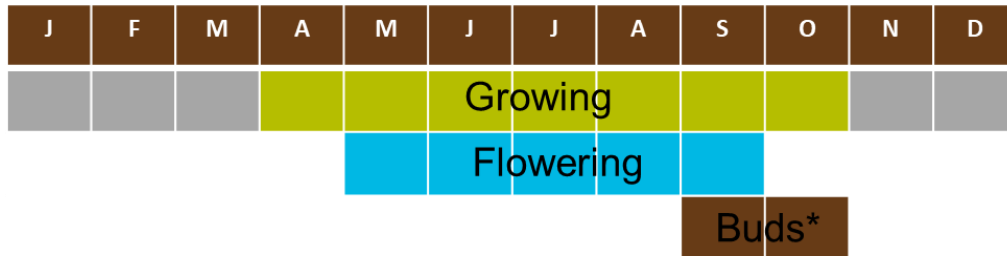 J F M A M J J A S O N D
Growing
Flowering
Buds*